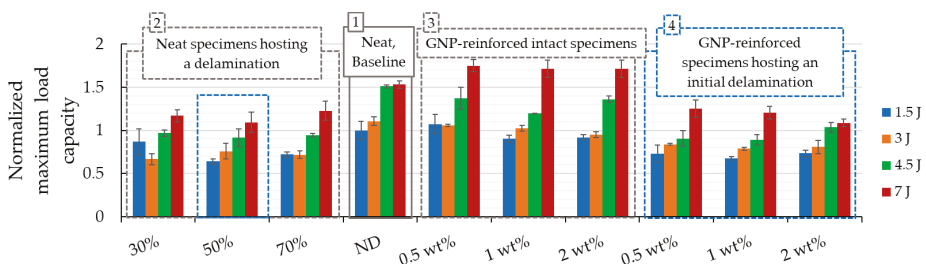 2
Neat specimens hosting
a delamination
1
Neat,
Baseline
3
GNP-reinforced intact specimens
4
GNP-reinforced
specimens hosting an
initial delamination
Normalized
maximum load
capacity
2
1.5
1
0.5
0
30%
50%
70%
ND
0.5 wt%
1 wt%
2 wt%
0.5 wt%
1 wt%
2 wt%
1.5 J
3 J
4.5 J
7 J